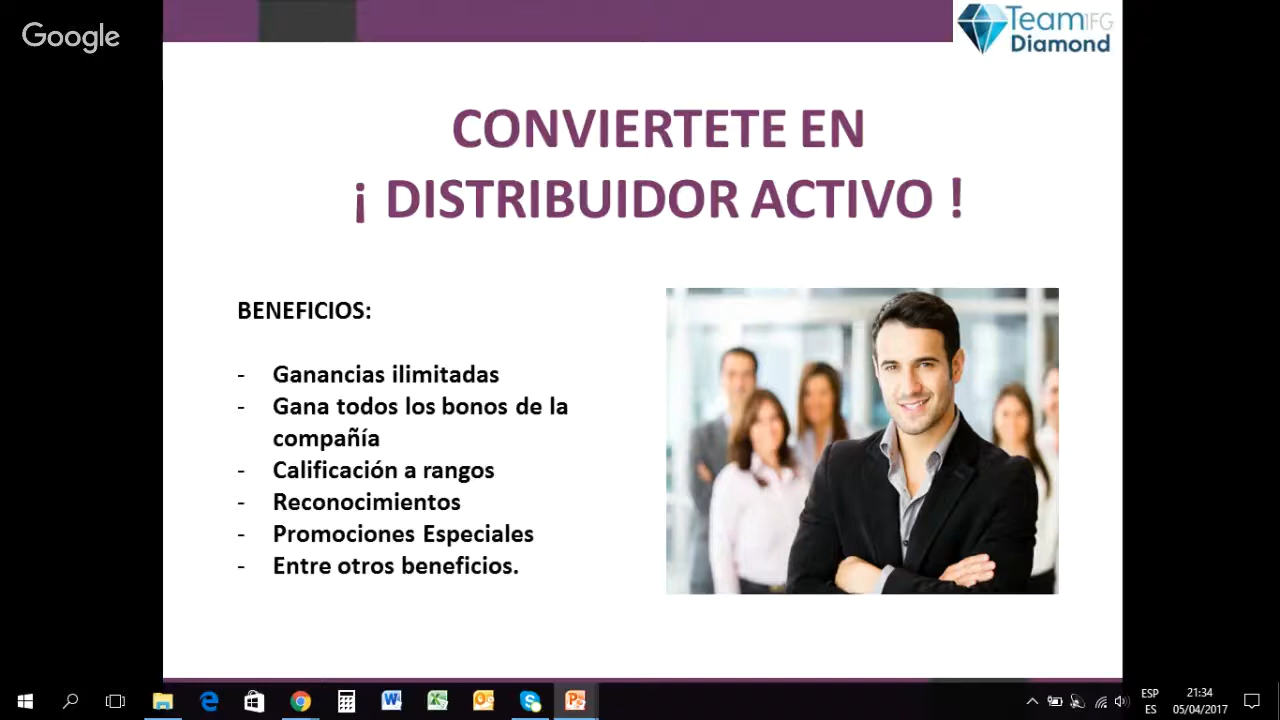 Google
Team IFG
Diamond
CONVIERTETE EN
¡ DISTRIBUIDOR ACTIVO !
BENEFICIOS:
- Ganancias ilimitadas
- Gana todos los bonos de la
compañía
- Calificación a rangos
- Reconocimientos
- Promociones Especiales
- Entre otros beneficios.
ESP
ES
21:34
05/04/2017